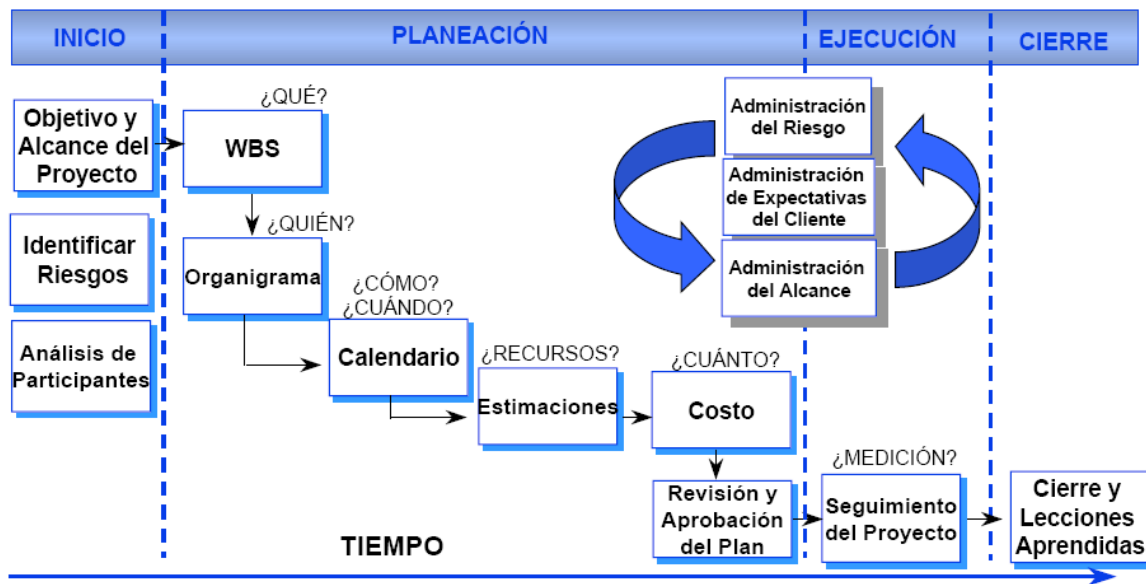 INICIO
PLANEACIÓN
EJECUCIÓN
CIERRE
Objetivo y
Alcance del
Proyecto
Identificar
Riesgos
Análisis de
Participantes
¿QUÉ?
WBS
¿QUIÉN?
Organigrama
¿CÓMO?
¿CUÁNDO?
Calendario
¿RECURSOS?
Estimaciones
¿CUÁNTO?
Costo
Revisión y
Aprobación
del Plan
Administración
del Riesgo
Administración
de Expectativas
del Cliente
Administración
del Alcance
¿MEDICIÓN?
Seguimiento
del Proyecto
Cierre y
Lecciones
Aprendidas
TIEMPO